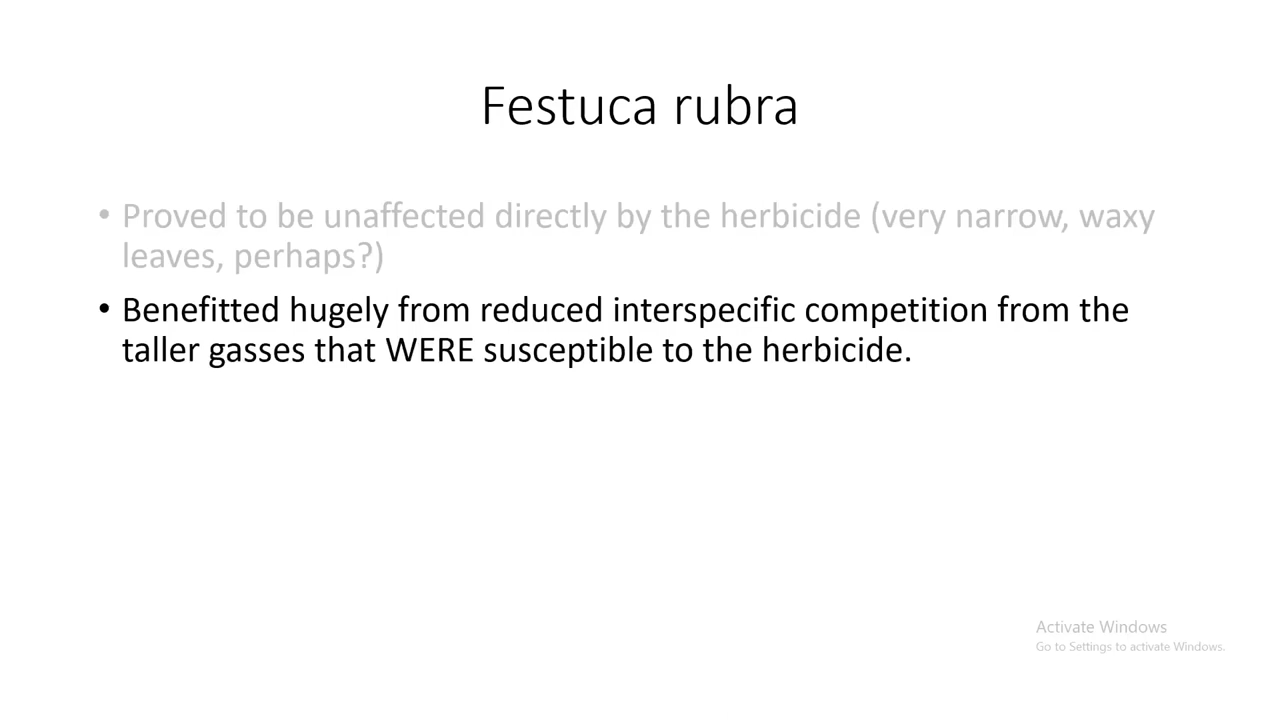 Festuca rubra
• Proved to be unaffected directly by the herbicide (very narrow, waxy
leaves, perhaps?)
• Benefitted hugely from reduced interspecific competition from the
taller gasses that WERE susceptible to the herbicide.
Activate Windows
Go to Settings to activate Windows.